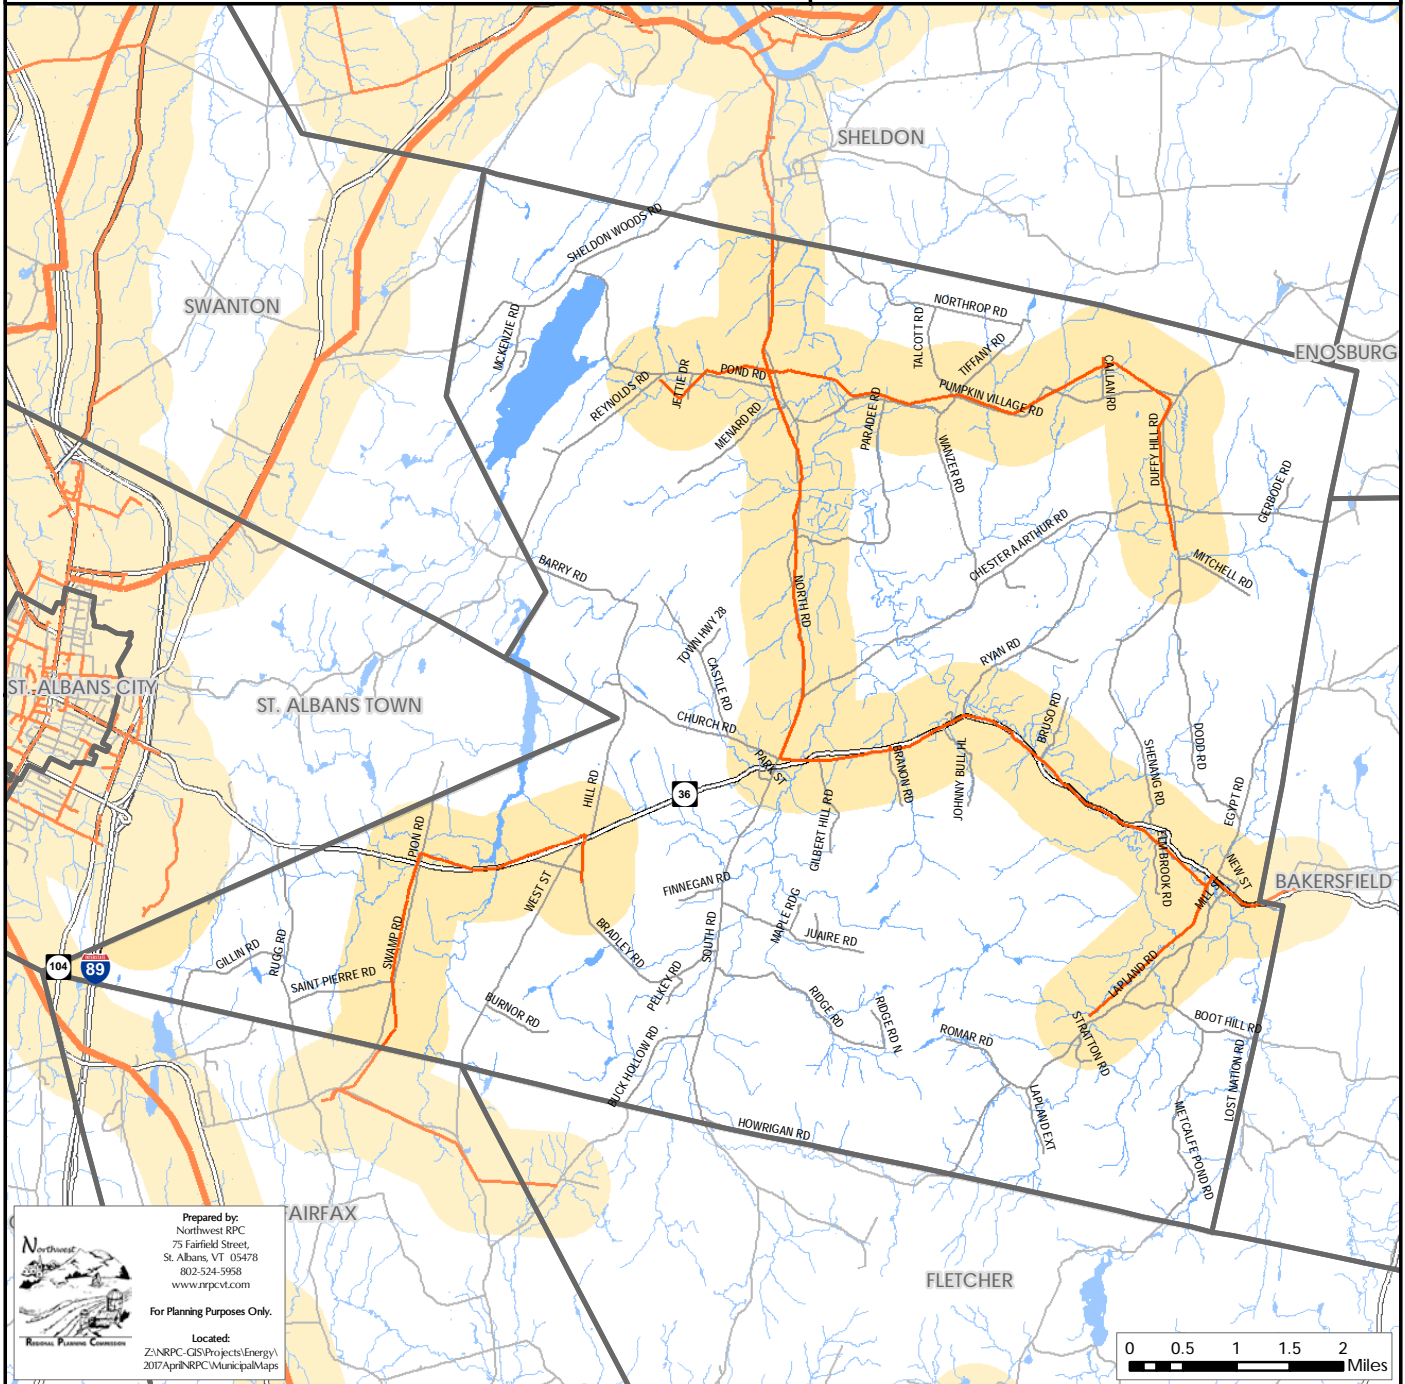 SHELDON
SHELDON WOODS RD
SWANTON
MCKENZIE RD
NORTHROP RD
TALCOTT RD
TIFFANY RD
ENOSBURG
REYNOLDS RD
JETTIE DR
POND RD
PUMPKIN VILLAGE RD
CALLAN RD
MENARD RD
PARADEE RD
WANZER RD
DUFFY HILL RD
GERBODE RD
CHESTER A ARTHUR RD
BARRY RD
MITCHELL RD
NORTH RD
TOWN HWY 28
CASTLE RD
RYAN RD
ST. ALBANS CITY
ST. ALBANS TOWN
CHURCH RD
BRUSO RD
DODD RD
PARK ST
BRANON RD
JOHNNY BULL HL
SHENANG RD
HILL RD
36
GILBERT HILL RD
EGYPT RD
PION RD
ELM BROOK RD
NEW ST
WEST ST
FINNEGAN RD
MILL ST
BAKERSFIELD
MAPLE RDG
JUAIRE RD
SOUTH RD
SWAMP RD
BRADLEY RD
GILLIN RD
RUGG RD
104
89
SAINT PIERRE RD
PELKEY RD
LAPLAND RD
BURNOR RD
RIDGE RD
RIDGE RD N
ROMAR RD
STRATTON RD
BOOT HILL RD
BUCK HOLLOW RD
LOST NATION RD
LAPLAND EXT
HOWRIGAN RD
METCALFE POND RD
FAIRFAX
FLETCHER
Northwest
REGIONAL PLANNING COMMISSION
Prepared by:
Northwest RPC
75 Fairfield Street,
St. Albans, VT 05478
802-524-5958
www.nrpcvt.com
For Planning Purposes Only.
Located:
Z:\NRPC-GIS\Projects\Energy\
2017AprilNRPC\MunicipalMaps
0 0.5 1 1.5 2
Miles